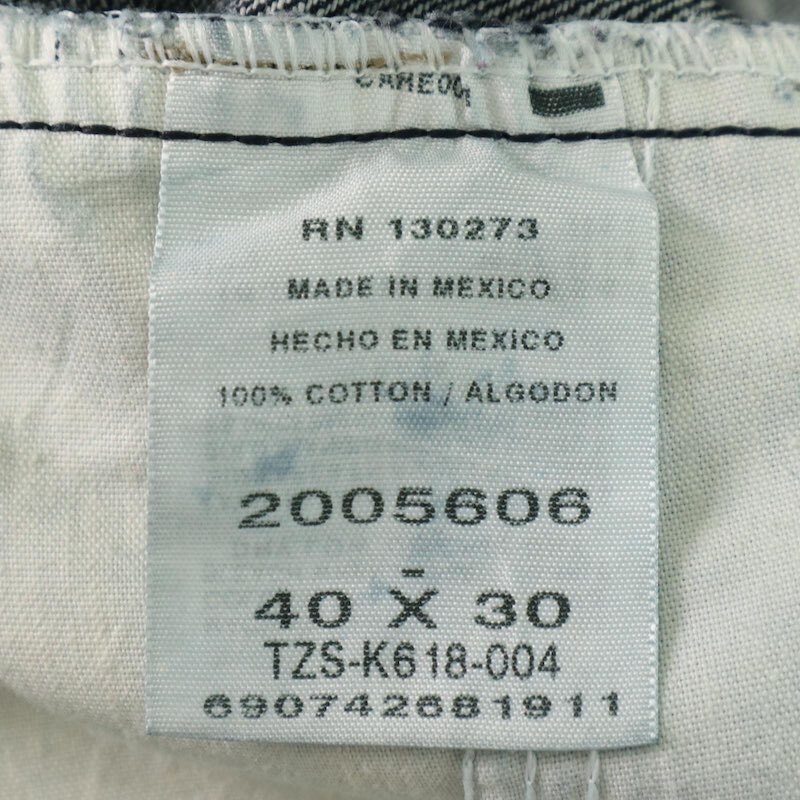 RN 130273
MADE IN MEXICO
HECHO EN MEXICO
100% COTTON / ALGODON
2005606
-
40 X 30
TZS-K618-004
690742681911